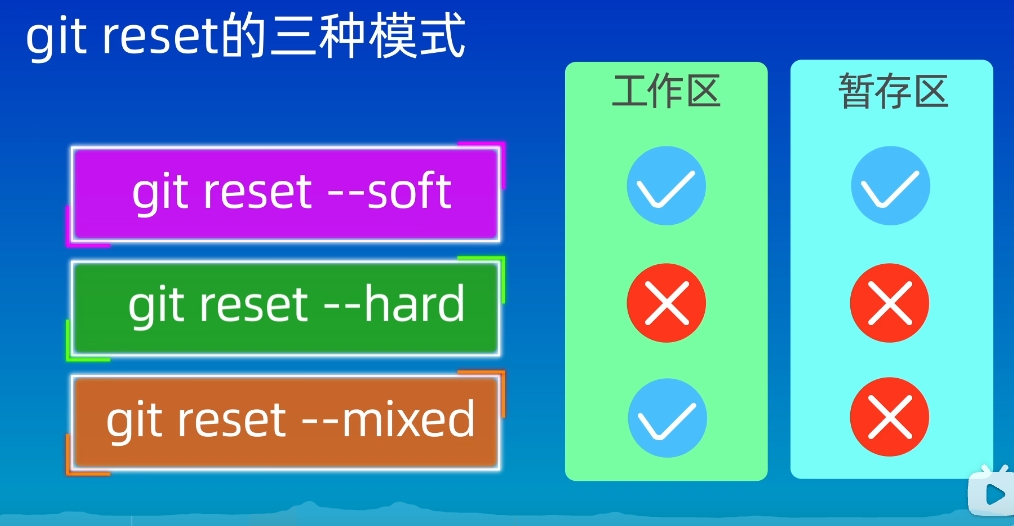 git reset的三种模式
工作区 暂存区
git reset --soft
git reset --hard
git reset --mixed